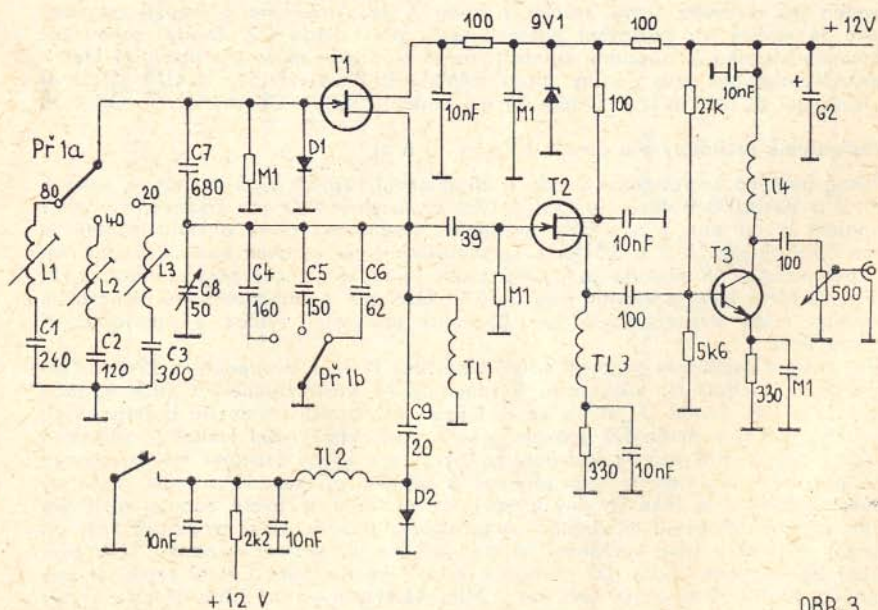 100
9V1
100
+12V
T1
10nF
M1
100
27k
10nF
+
G2
Př 1a
C7
680
M1
D1
T2
TL4
80
40
20
39
10nF
T3
100
L1
L2
L3
C8
50
C4
160
C5
150
C6
62
M1
100
500
C1
240
C2
120
C3
300
Př 1b
TL1
TL3
5k6
330
M1
C9
20
TL2
330
10nF
D2
10nF
2k2
10nF
+12 V
OBR. 3